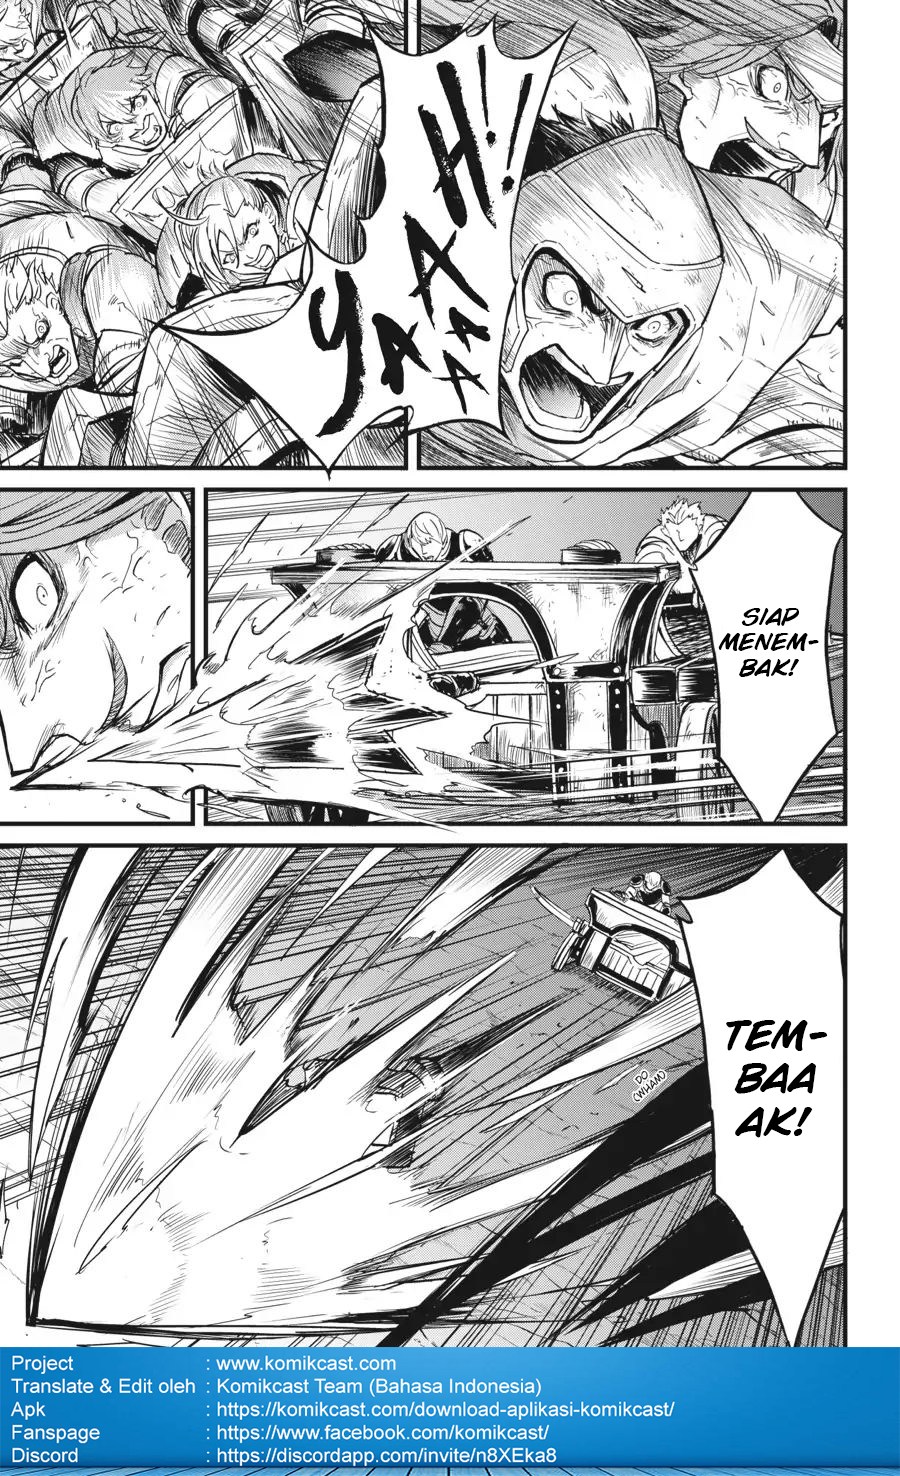 YAAAAAH!!
SIAP
MENEM-
BAK!
TEM-
BAA
AK!
DO
(WHAM)
Project : www.komikcast.com
Translate & Edit oleh : Komikcast Team (Bahasa Indonesia)
Apk : https://komikcast.com/download-aplikasi-komikcast/
Fanspage : https://www.facebook.com/komikcast/
Discord : https://discordapp.com/invite/n8XEka8